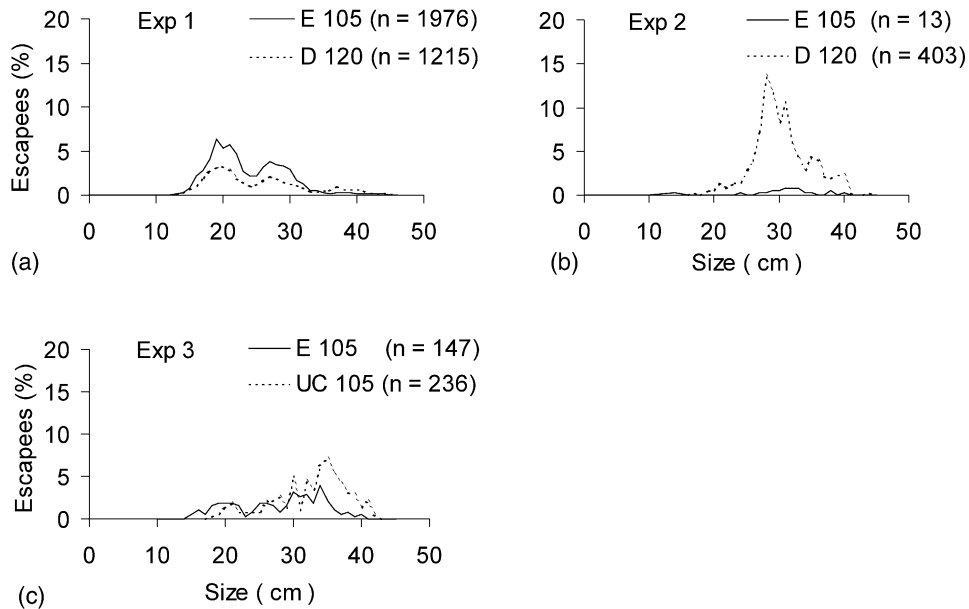 Exp 1
E 105 (n = 1976)
D 120 (n = 1215)
Escapees (%)
20
15
10
5
0
0 10 20 30 40 50
(a)
Exp 2
E 105 (n = 13)
D 120 (n = 403)
20
15
10
5
0
0 10 20 30 40 50
Size ( cm )
(b)
Exp 3
E 105 (n = 147)
UC 105 (n = 236)
Escapees (%)
20
15
10
5
0
0 10 20 30 40 50
Size ( cm )
(c)